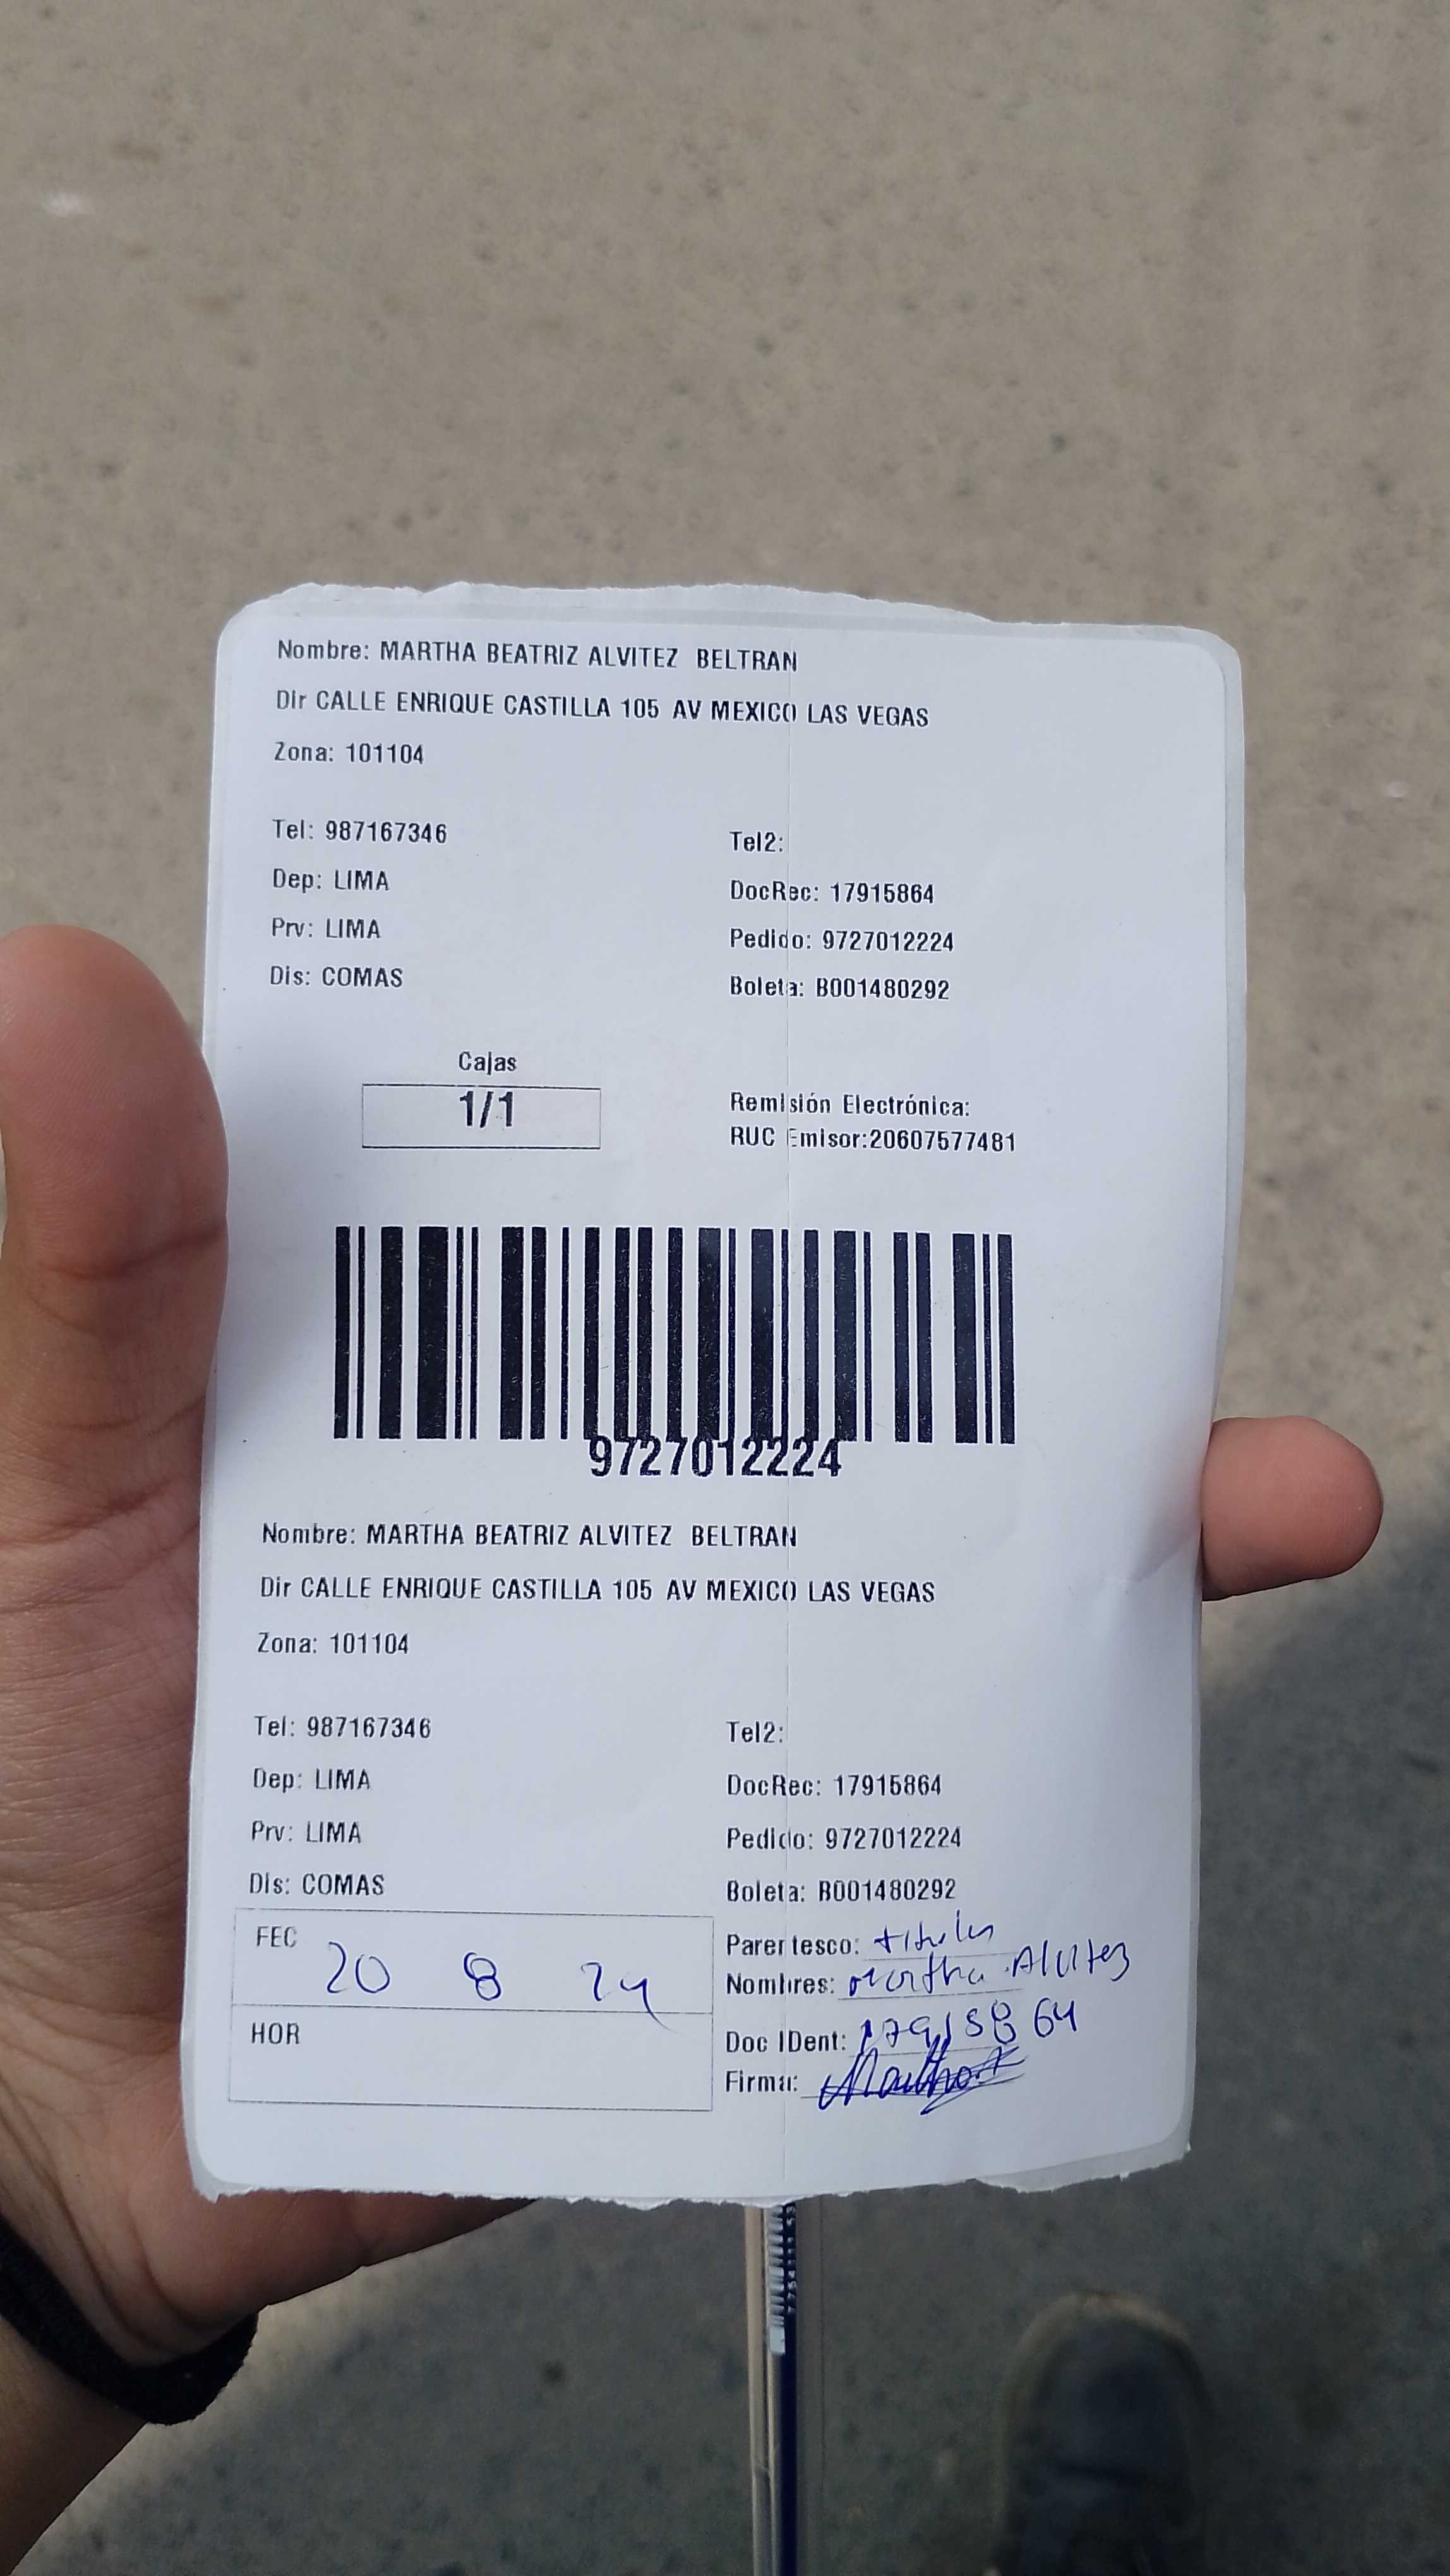 Nombre: MARTHA BEATRIZ ALVITEZ BELTRAN
Dir CALLE ENRIQUE CASTILLA 105 AV MEXICO LAS VEGAS
Zona: 101104
Tel: 987167346 Tel2:
Dep: LIMA DocRec: 17915864
Prv: LIMA Pedido: 9727012224
Dis: COMAS Boleta: B001480292
Cajas
1/1
Remisión Electrónica:
RUC Emisor:20607577481
9727012224
Nombre: MARTHA BEATRIZ ALVITEZ BELTRAN
Dir CALLE ENRIQUE CASTILLA 105 AV MEXICO LAS VEGAS
Zona: 101104
Tel: 987167346 Tel2:
Dep: LIMA DocRec: 17915864
Prv: LIMA Pedido: 9727012224
Dis: COMAS Boleta: B001480292
FEC 20 8 24
HOR
Parentesco: titular
Nombres: Martha Alvitez
Doc IDent: 17915864
Firma: